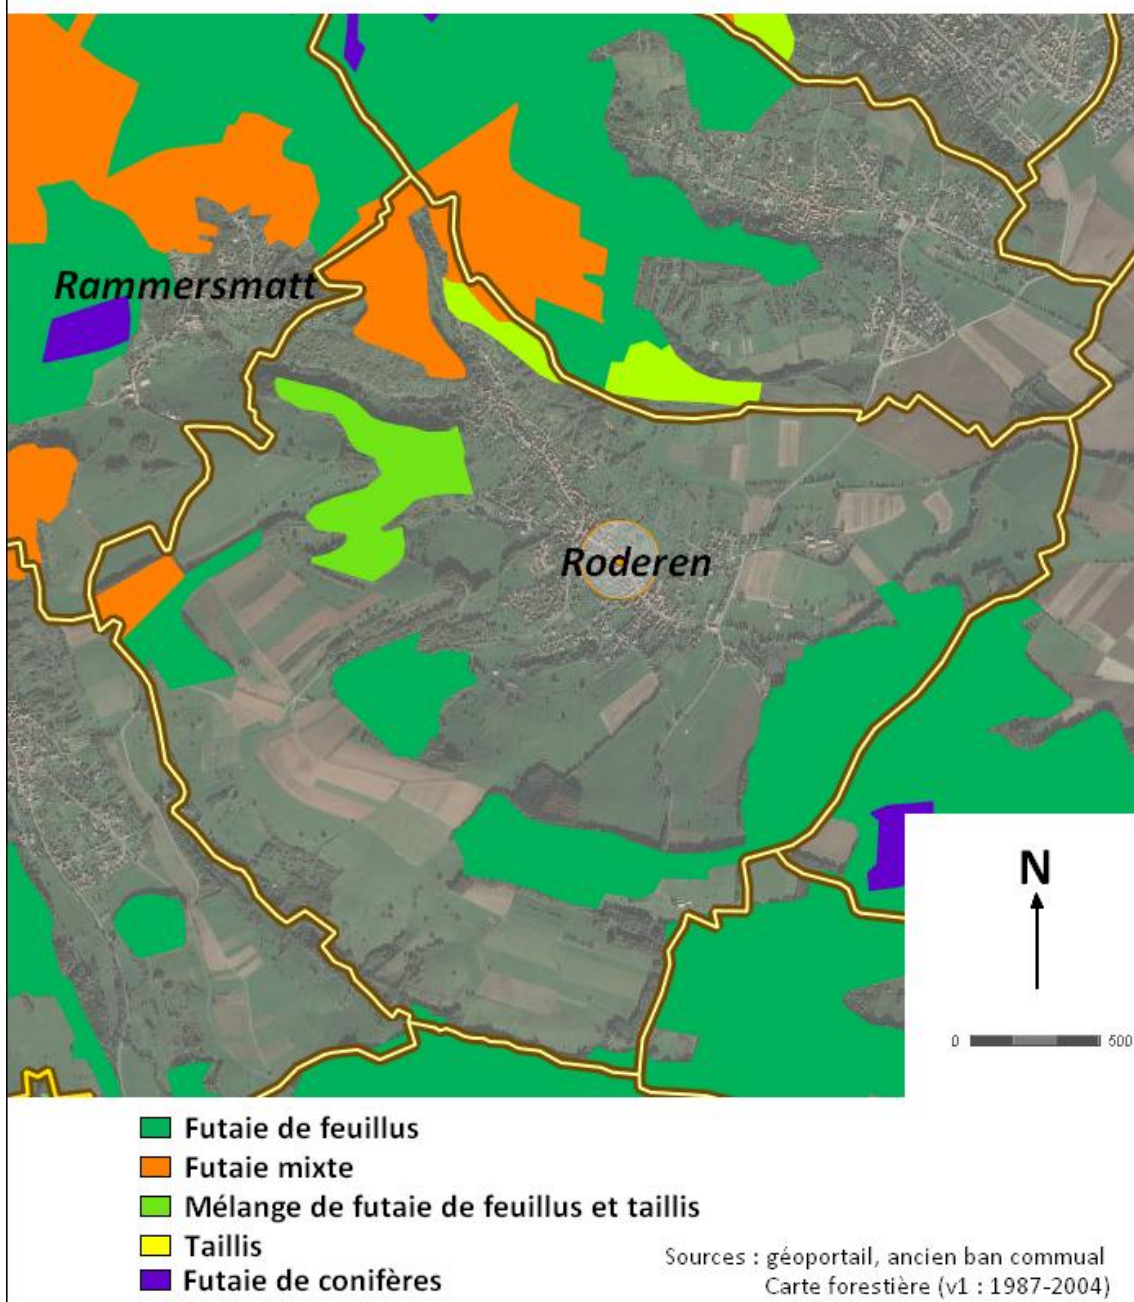 Rammersmatt
Roderen
N
0 500
Futaie de feuillus
Futaie mixte
Mélange de futaie de feuillus et taillis
Taillis
Futaie de conifères
Sources : géoportail, ancien ban commual
Carte forestière (v1 : 1987-2004)